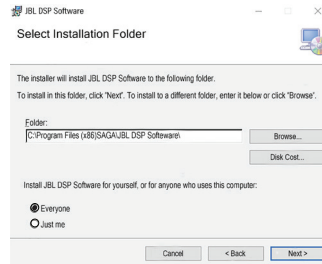 JBL DSP Software
Select Installation Folder
The installer will install JBL DSP Software to the following folder.
To install in this folder, click "Next". To install to a different folder, enter it below or click "Browse".
Folder:
C:\Program Files (x86)SAGA\JBL DSP Softeware\
Browse...
Disk Cost...
Install JBL DSP Software for yourself, or for anyone who uses this computer:
Everyone
Just me
Cancel
< Back
Next >